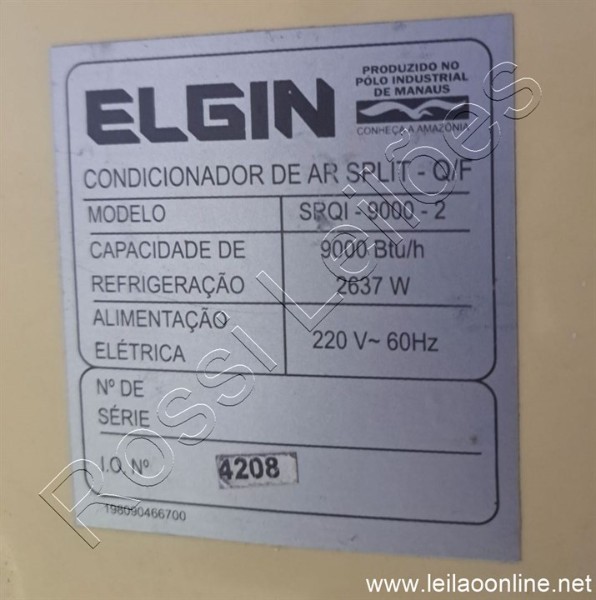 ELGIN
PRODUZIDO NO
PÓLO INDUSTRIAL
DE MANAUS
CONHEÇA A AMAZÔNIA
CONDICIONADOR DE AR SPLIT - Q/F
MODELO SRQI - 9000 - 2
CAPACIDADE DE 9000 Btu/h
REFRIGERAÇÃO 2637 W
ALIMENTAÇÃO
ELÉTRICA 220 V~ 60Hz
Nº DE
SÉRIE
I.Q. Nº 4208
198090466700
Rossi Leilões
www.leilaoonline.net